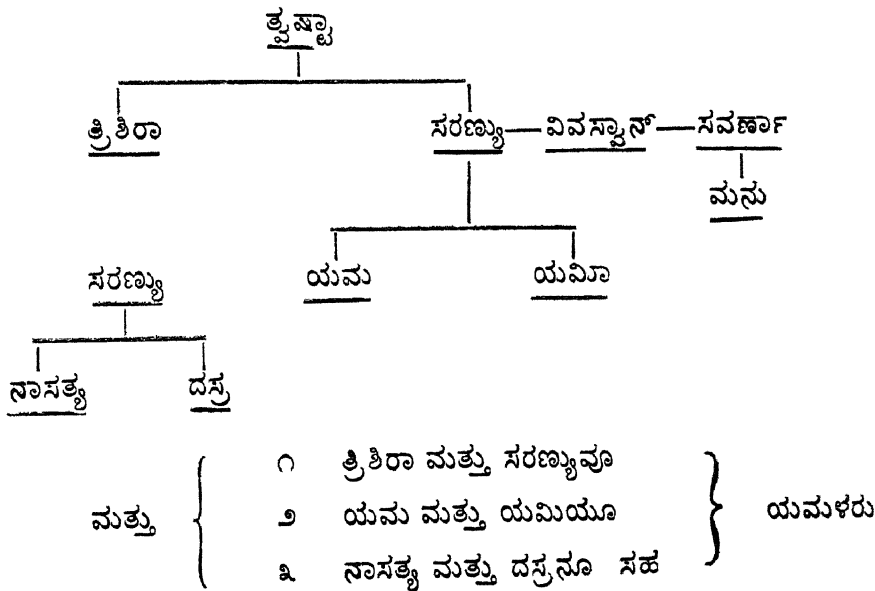 ತ್ವಷ್ಟಾ
ತ್ರಿಶಿರಾ ಸರಣ್ಯು ವಿವಸ್ವಾನ್ ಸವರ್ಣಾ
ಮನು
ಸರಣ್ಯು ಯಮ ಯಮೀ
ನಾಸತ್ಯ ದಸ್ರ
೧ ತ್ರಿಶಿರಾ ಮತ್ತು ಸರಣ್ಯುವೂ
ಮತ್ತು ೨ ಯಮ ಮತ್ತು ಯಮಿಯೂ ಯಮಳರು
೩ ನಾಸತ್ಯ ಮತ್ತು ದಸ್ರನೂ ಸಹ